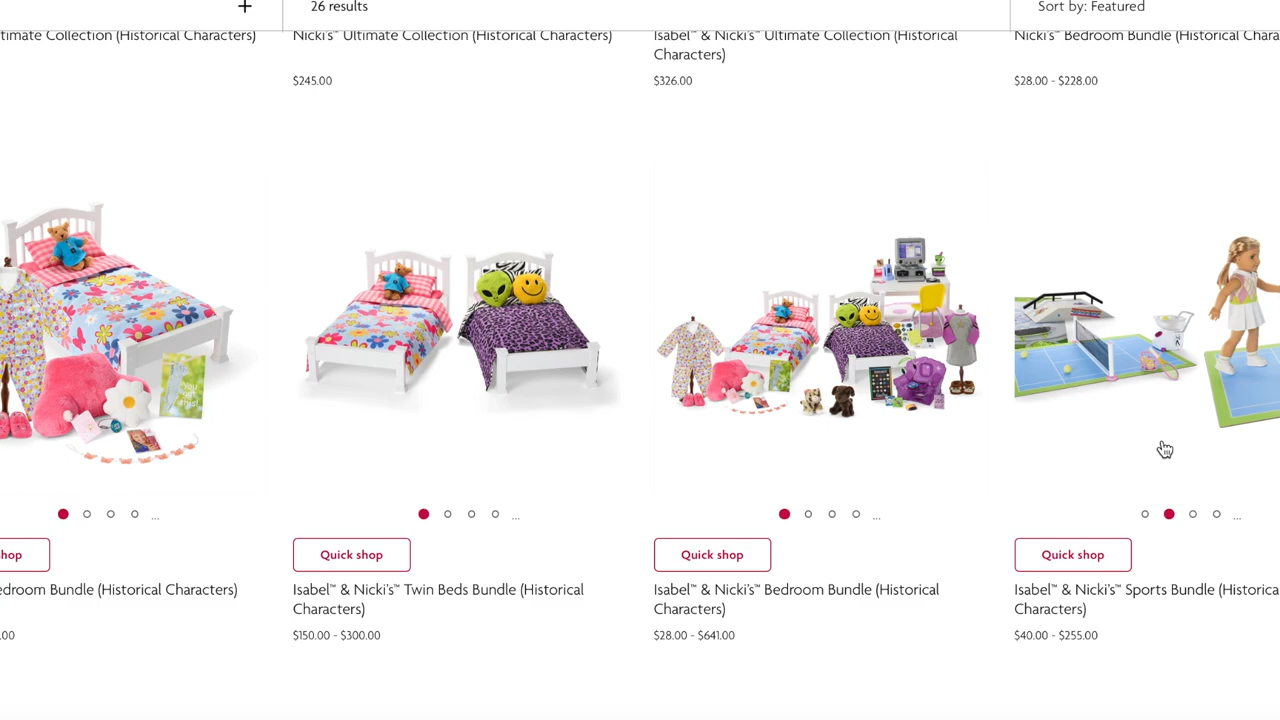 26 results
Sort by: Featured
timate Collection (Historical Characters)
Nicki's™ Ultimate Collection (Historical Characters)
Isabel™ & Nicki's™ Ultimate Collection (Historical
Characters)
Nicki's™ Bedroom Bundle (Historical Chara
$245.00
$326.00
$28.00 - $228.00
hop
Quick shop
Quick shop
Quick shop
edroom Bundle (Historical Characters)
Isabel™ & Nicki's™ Twin Beds Bundle (Historical
Characters)
Isabel™ & Nicki's™ Bedroom Bundle (Historical
Characters)
Isabel™ & Nicki's™ Sports Bundle (Historica
Characters)
.00
$150.00 - $300.00
$28.00 - $641.00
$40.00 - $255.00